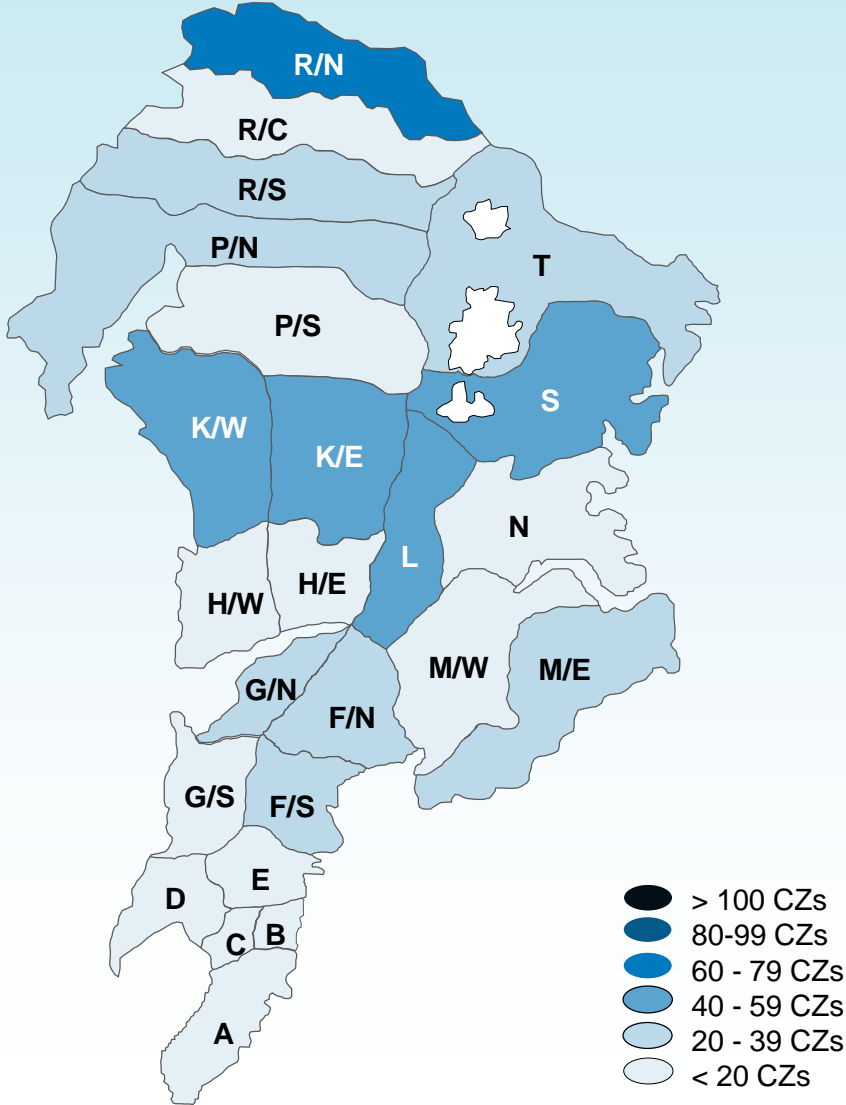 R/N
R/C
R/S
P/N
T
P/S
S
K/W
K/E
N
L
H/E
H/W
M/W
M/E
G/N
F/N
G/S
F/S
E
D
B
C
A
> 100 CZs
80-99 CZs
60 - 79 CZs
40 - 59 CZs
20 - 39 CZs
< 20 CZs